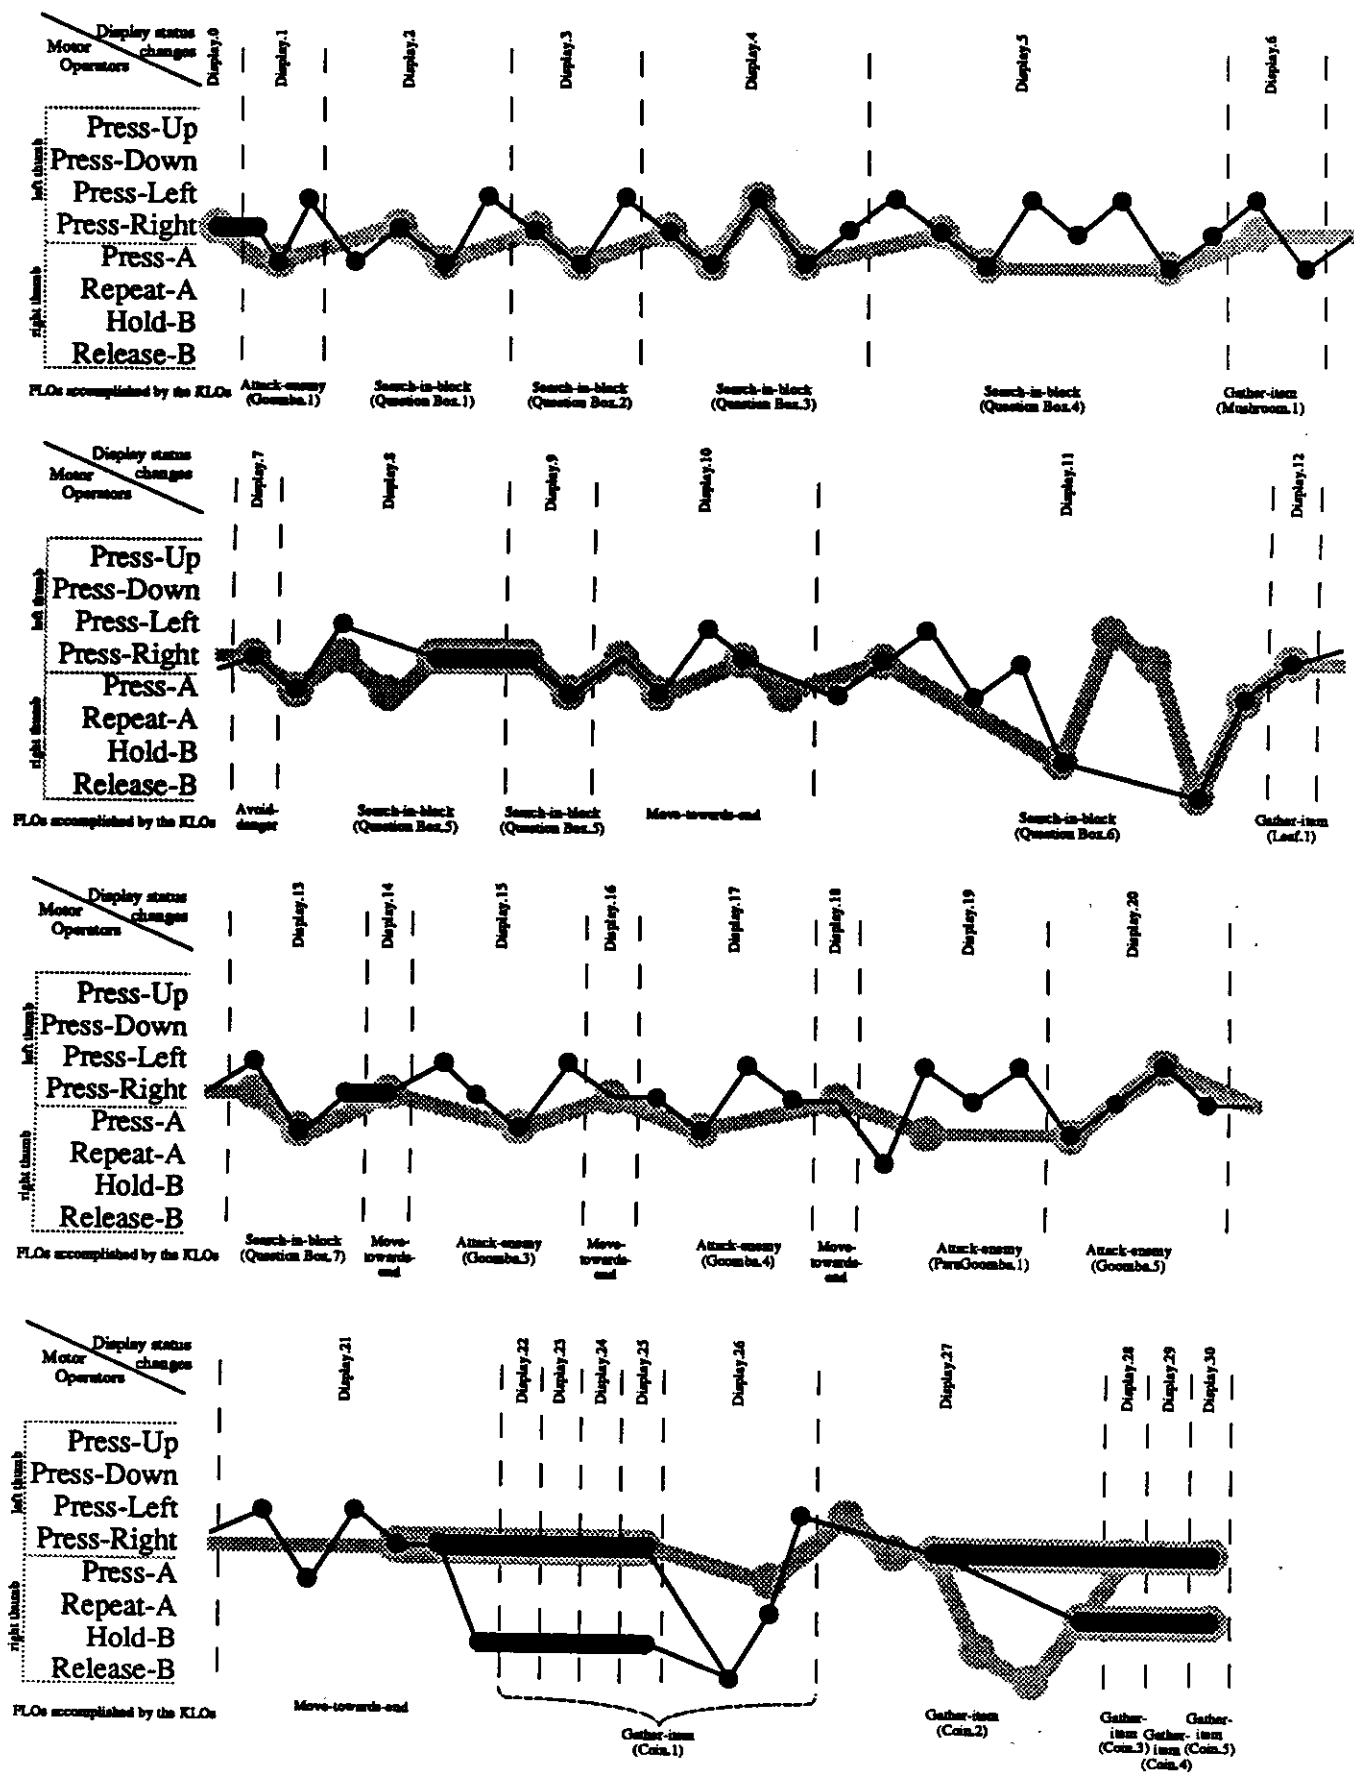 Display status
changes
Motor
Operators
Display.0
Display.1
Display.2
Display.3
Display.4
Display.5
Display.6
left thumb
right thumb
Press-Up
Press-Down
Press-Left
Press-Right
Press-A
Repeat-A
Hold-B
Release-B
FLOs accomplished by the KLOs
Attack-enemy
(Goomba.1)
Search-in-block
(Question Box.1)
Search-in-block
(Question Box.2)
Search-in-block
(Question Box.3)
Search-in-block
(Question Box.4)
Gather-item
(Mushroom.1)
Display status
changes
Motor
Operators
Display.7
Display.8
Display.9
Display.10
Display.11
Display.12
left thumb
right thumb
Press-Up
Press-Down
Press-Left
Press-Right
Press-A
Repeat-A
Hold-B
Release-B
FLOs accomplished by the KLOs
Avoid-
danger
Search-in-block
(Question Box.5)
Search-in-block
(Question Box.5)
Move-towards-end
Search-in-block
(Question Box.6)
Gather-item
(Leaf.1)
Display status
changes
Motor
Operators
Display.13
Display.14
Display.15
Display.16
Display.17
Display.18
Display.19
Display.20
left thumb
right thumb
Press-Up
Press-Down
Press-Left
Press-Right
Press-A
Repeat-A
Hold-B
Release-B
FLOs accomplished by the KLOs
Search-in-block
(Question Box.7)
Move-
towards-
end
Attack-enemy
(Goomba.3)
Move-
towards-
end
Attack-enemy
(Goomba.4)
Move-
towards-
end
Attack-enemy
(ParaGoomba.1)
Attack-enemy
(Goomba.5)
Display status
changes
Motor
Operators
Display.21
Display.22
Display.23
Display.24
Display.25
Display.26
Display.27
Display.28
Display.29
Display.30
left thumb
right thumb
Press-Up
Press-Down
Press-Left
Press-Right
Press-A
Repeat-A
Hold-B
Release-B
FLOs accomplished by the KLOs
Move-towards-end
Gather-item
(Coin.1)
Gather-item
(Coin.2)
Gather-
item
(Coin.3)
Gather-
item
(Coin.4)
Gather-
item
(Coin.5)